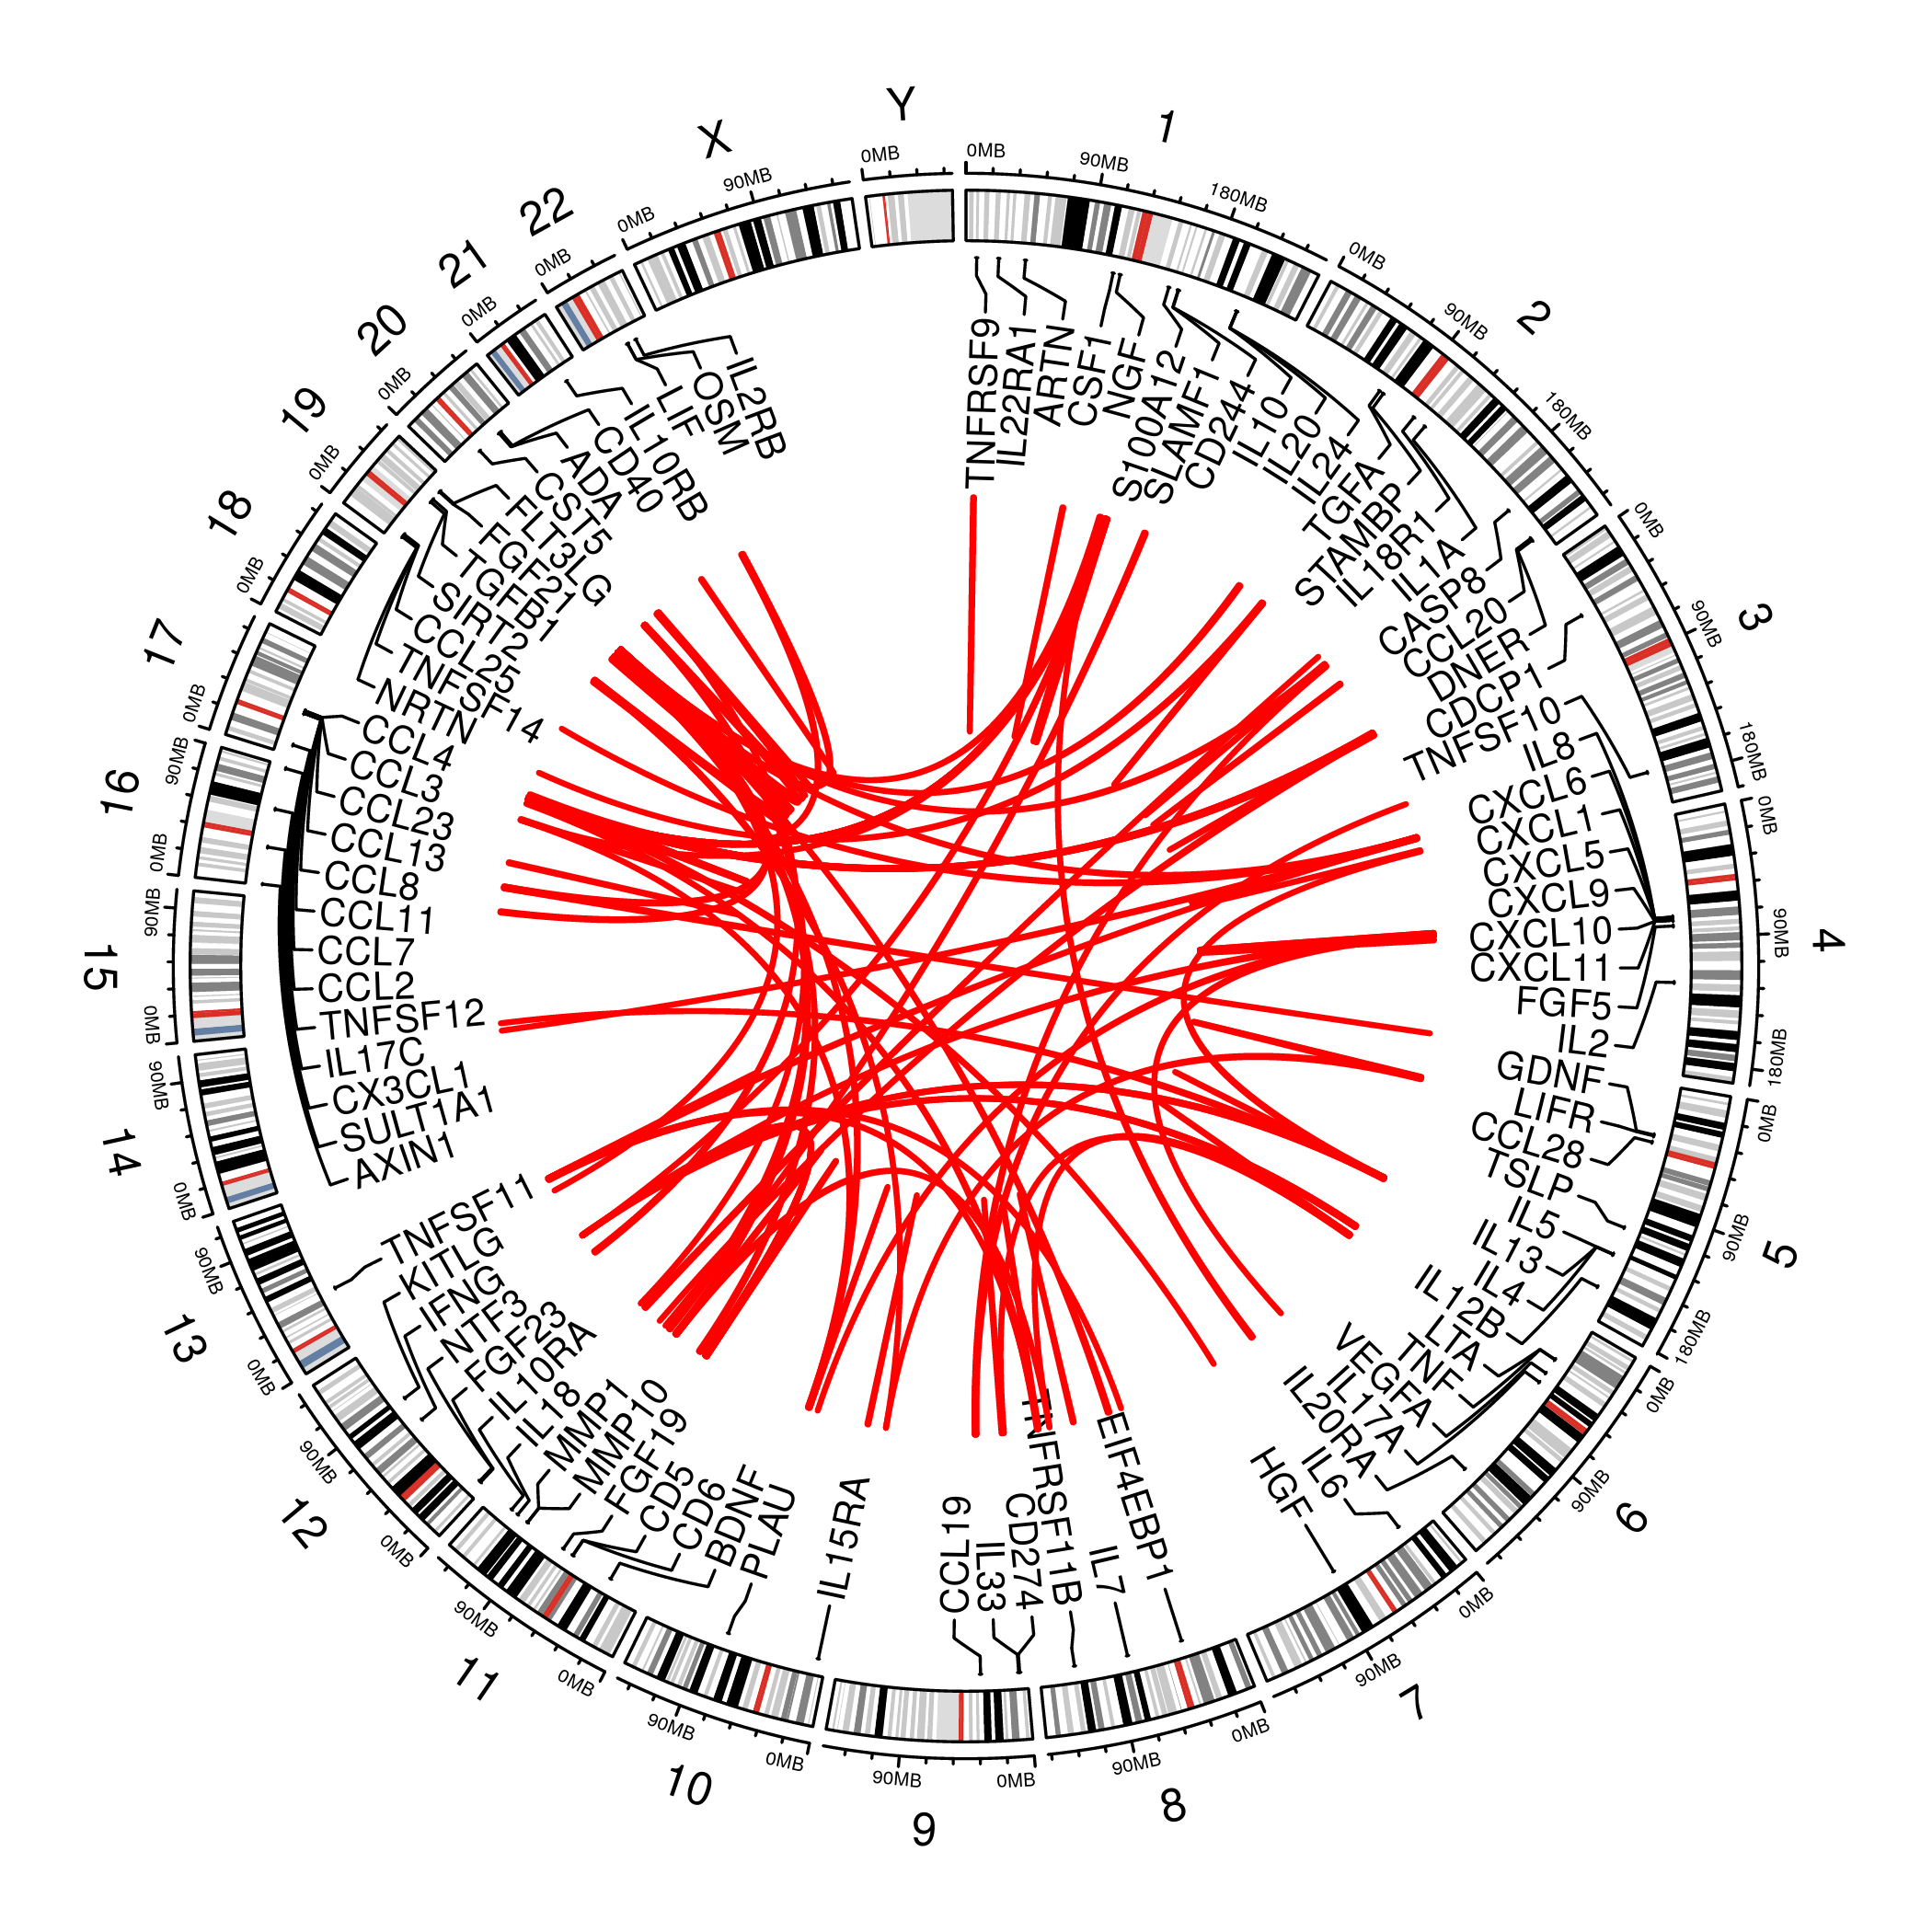 1
0MB
90MB
180MB
2
0MB
90MB
180MB
3
0MB
90MB
180MB
4
0MB
90MB
180MB
5
0MB
90MB
180MB
6
0MB
90MB
7
0MB
90MB
8
0MB
90MB
9
0MB
90MB
10
0MB
90MB
11
0MB
90MB
12
0MB
90MB
13
0MB
90MB
14
0MB
90MB
15
0MB
90MB
16
0MB
90MB
17
0MB
18
0MB
19
0MB
20
0MB
21
0MB
22
0MB
X
0MB
90MB
Y
0MB
TNFRSF9
IL22RA1
ARTN
CSF1
NGF
S100A12
SLAMF1
CD244
IL10
IL20
IL24
TGFA
STAMBP
IL18R1
IL1A
CASP8
CCL20
DNER
CDCP1
TNFSF10
IL8
CXCL6
CXCL1
CXCL5
CXCL9
CXCL10
CXCL11
FGF5
IL2
GDNF
LIFR
CCL28
TSLP
IL5
IL13
IL4
IL12B
LTA
TNF
VEGFA
IL17A
IL20RA
IL6
HGF
EIF4EBP1
IL7
TNFRSF11B
CD274
IL33
CCL19
IL15RA
PLAU
BDNF
CD6
CD5
FGF19
MMP10
MMP1
IL18
IL10RA
FGF23
NTF3
IFNG
KITLG
TNFSF11
AXIN1
SULT1A1
CX3CL1
IL17C
TNFSF12
CCL2
CCL7
CCL11
CCL8
CCL13
CCL23
CCL3
CCL4
NRTN
TNFSF14
CCL25
SIRT2
TGFB1
FGF21
FLT3LG
CST5
ADA
CD40
IL10RB
LIF
OSM
IL2RB